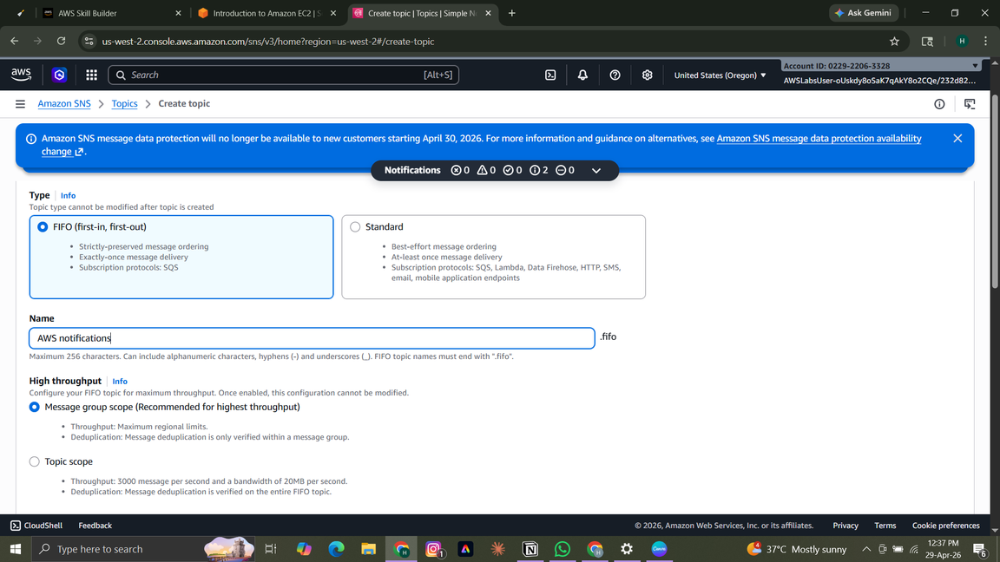 AWS Skill Builder
Introduction to Amazon EC2 | S
Create topic | Topics | Simple N
Ask Gemini
us-west-2.console.aws.amazon.com/sns/v3/home?region=us-west-2#/create-topic
H
aws
Search
[Alt+S]
United States (Oregon)
Account ID: 0229-2206-3328
AWSLabsUser-oUskdy8oSaK7qAkY8o2CQe/232d82...
Amazon SNS
Topics
Create topic
Amazon SNS message data protection will no longer be available to new customers starting April 30, 2026. For more information and guidance on alternatives, see Amazon SNS message data protection availability
change.
Notifications 0 0 0 2 0
Type Info
Topic type cannot be modified after topic is created
FIFO (first-in, first-out)
• Strictly-preserved message ordering
• Exactly-once message delivery
• Subscription protocols: SQS
Standard
• Best-effort message ordering
• At-least once message delivery
• Subscription protocols: SQS, Lambda, Data Firehose, HTTP, SMS,
email, mobile application endpoints
Name
AWS notifications
.fifo
Maximum 256 characters. Can include alphanumeric characters, hyphens (-) and underscores (_). FIFO topic names must end with ".fifo".
High throughput Info
Configure your FIFO topic for maximum throughput. Once enabled, this configuration cannot be modified.
Message group scope (Recommended for highest throughput)
• Throughput: Maximum regional limits.
• Deduplication: Message deduplication is only verified within a message group.
Topic scope
• Throughput: 3000 message per second and a bandwidth of 20MB per second.
• Deduplication: Message deduplication is verified on the entire FIFO topic.
CloudShell
Feedback
© 2026, Amazon Web Services, Inc. or its affiliates.
Privacy
Terms
Cookie preferences
Type here to search
37°C Mostly sunny
12:37 PM
29-Apr-26